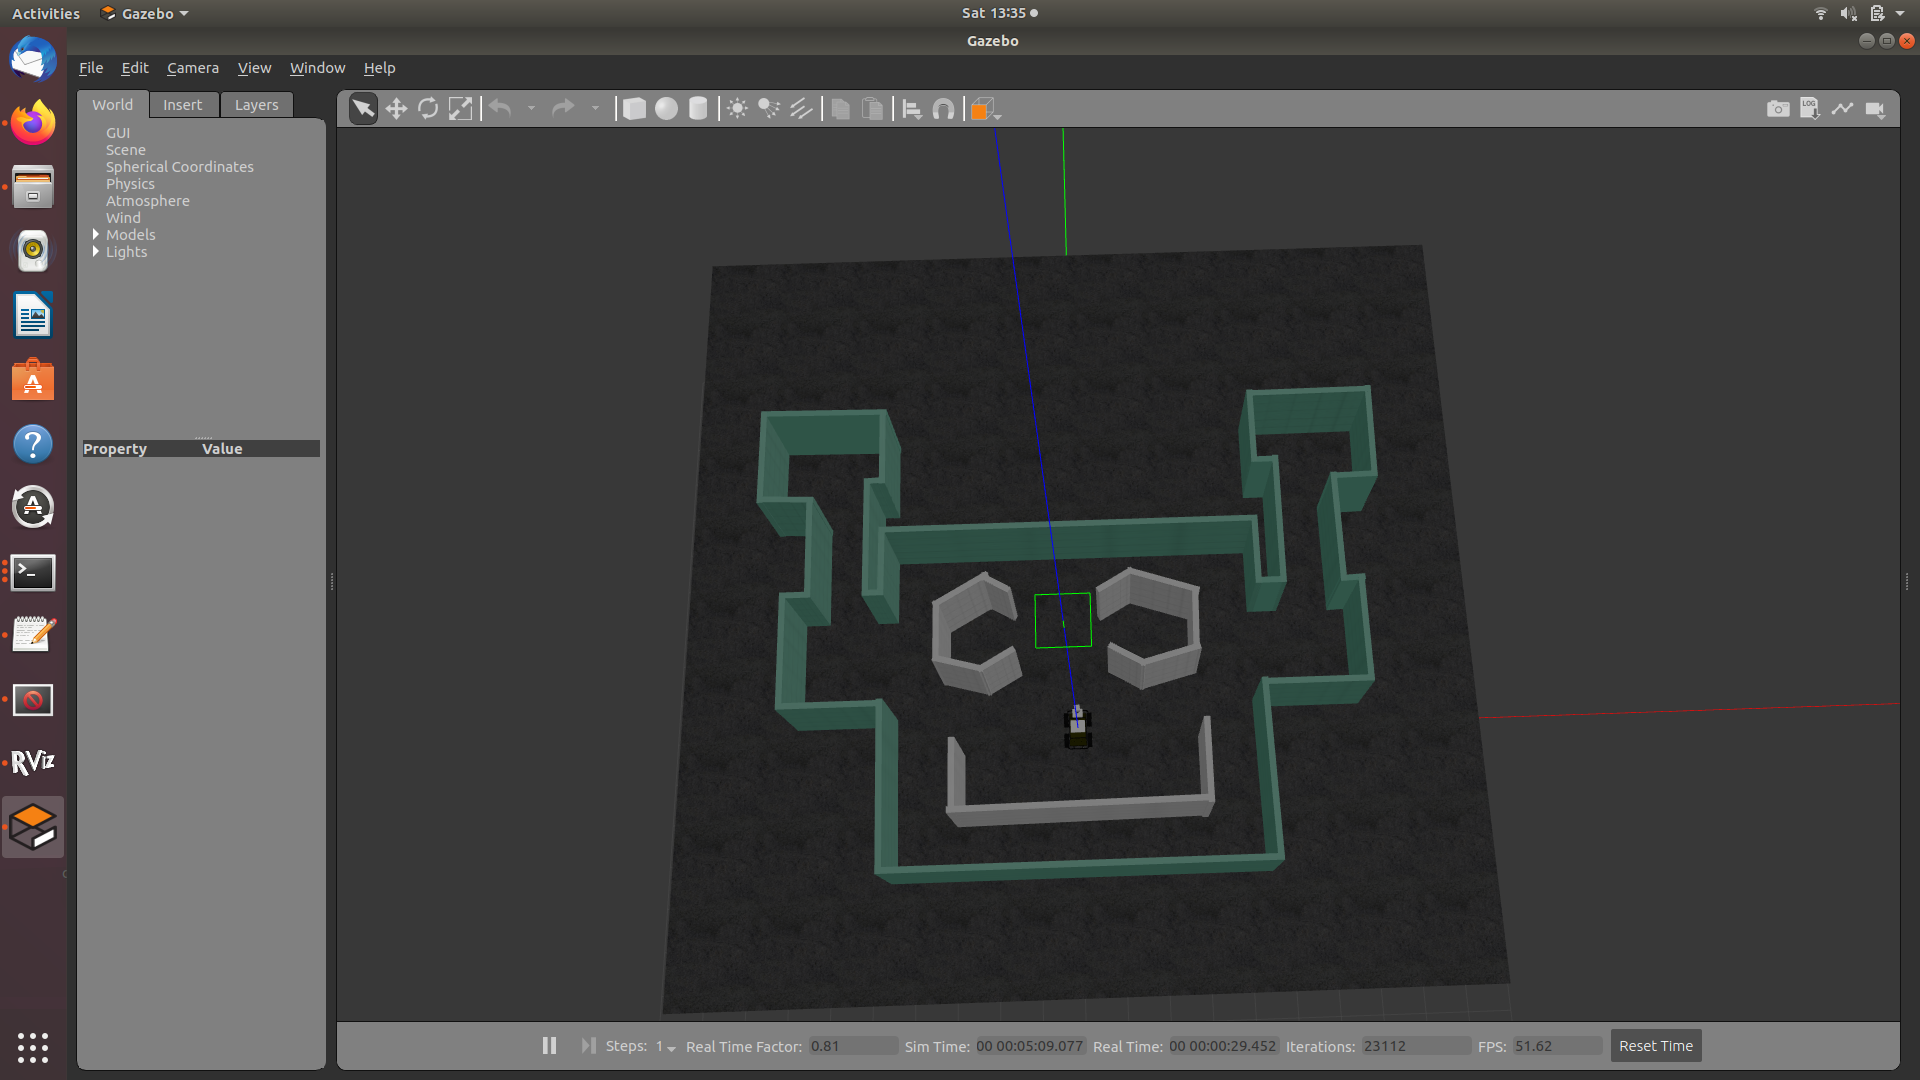 Activities Gazebo Sat 13:35
Gazebo
File Edit Camera View Window Help
World Insert Layers
LOG
GUI
Scene
Spherical Coordinates
Physics
Atmosphere
Wind
Models
Lights
Property Value
RViz
Steps: 1 Real Time Factor: 0.81 Sim Time: 00 00:05:09.077 Real Time: 00 00:00:29.452 Iterations: 23112 FPS: 51.62 Reset Time